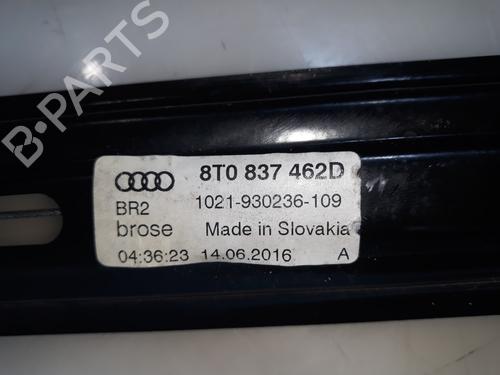 B-PARTS
8T0 837 462D
BR2 1021-930236-109
brose Made in Slovakia
04:36:23 14.06.2016 A